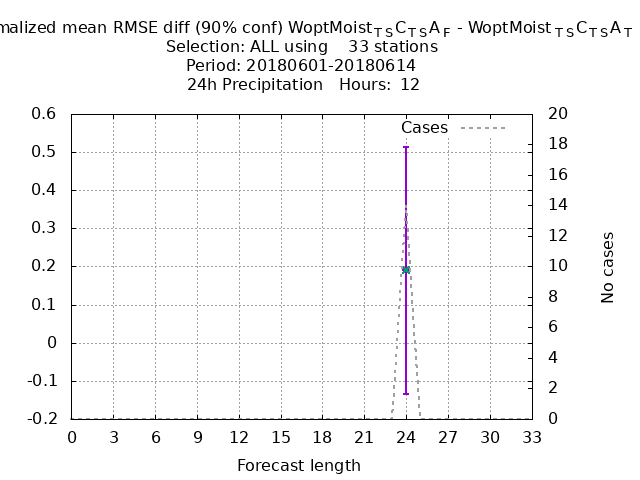 malized mean RMSE diff (90% conf) WoptMoist_TS C_TS A_F - WoptMoist_TS C_TS A_T
Selection: ALL using 33 stations
Period: 20180601-20180614
24h Precipitation Hours: 12
Cases
0.6
0.5
0.4
0.3
0.2
0.1
0
-0.1
-0.2
20
18
16
14
12
10
8
6
4
2
0
No cases
0 3 6 9 12 15 18 21 24 27 30 33
Forecast length